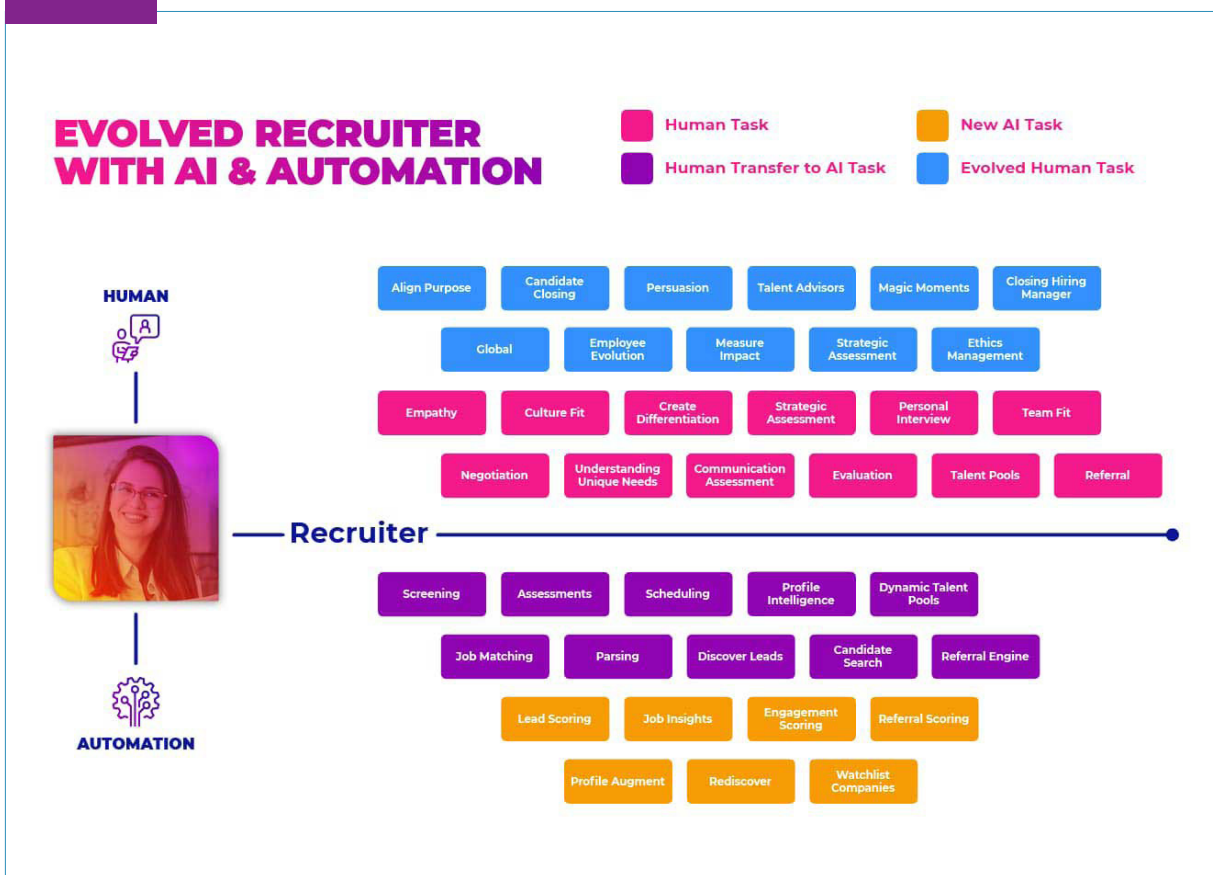 EVOLVED RECRUITER
WITH AI & AUTOMATION
Human Task
New AI Task
Human Transfer to AI Task
Evolved Human Task
HUMAN
Align Purpose
Candidate
Closing
Persuasion
Talent Advisors
Magic Moments
Closing Hiring
Manager
Global
Employee
Evolution
Measure
Impact
Strategic
Assessment
Ethics
Management
Empathy
Culture Fit
Create
Differentiation
Strategic
Assessment
Personal
Interview
Team Fit
Negotiation
Understanding
Unique Needs
Communication
Assessment
Evaluation
Talent Pools
Referral
Recruiter
Screening
Assessments
Scheduling
Profile
Intelligence
Dynamic Talent
Pools
Job Matching
Parsing
Discover Leads
Candidate
Search
Referral Engine
AUTOMATION
Lead Scoring
Job Insights
Engagement
Scoring
Referral Scoring
Profile Augment
Rediscover
Watchlist
Companies